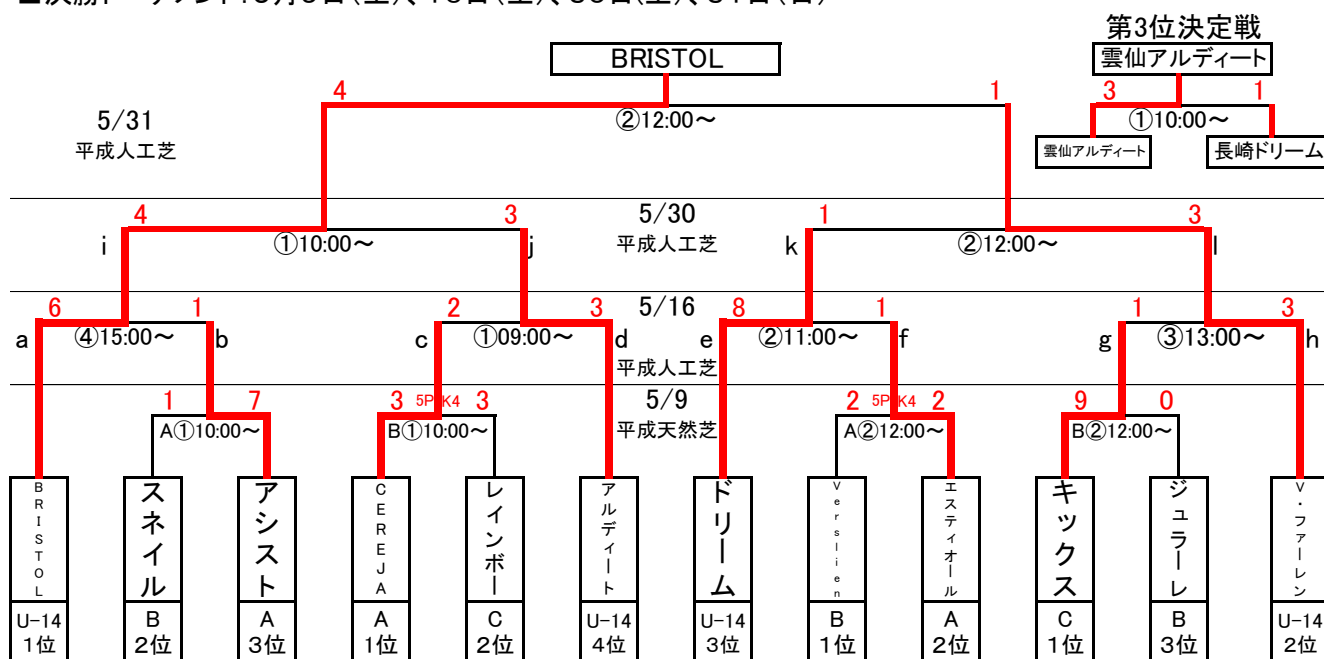 第3位決定戦
BRISTOL
雲仙アルディート
4
1
3
1
5/31
②12:00～
①10:00～
平成人工芝
雲仙アルディート
長崎ドリーム
4
3
5/30
1
3
i
①10:00～
j
平成人工芝
k
②12:00～
l
6
1
2
3
5/16
8
1
1
3
a
④15:00～
b
c
①09:00～
d
e
②11:00～
f
g
③13:00～
h
平成人工芝
1
7
3
5PK4
3
5/9
2
5PK4
2
9
0
A①10:00～
B①10:00～
平成天然芝
A②12:00～
B②12:00～
BRISTOL
スネイル
アシスト
CEREJA
レインボー
アルディート
ドリーム
Verslien
エスティオール
キックス
ジュラーレ
V・ファーレン
U-14
1位
B
2位
A
3位
A
1位
C
2位
U-14
4位
U-14
3位
B
1位
A
2位
C
1位
B
3位
U-14
2位